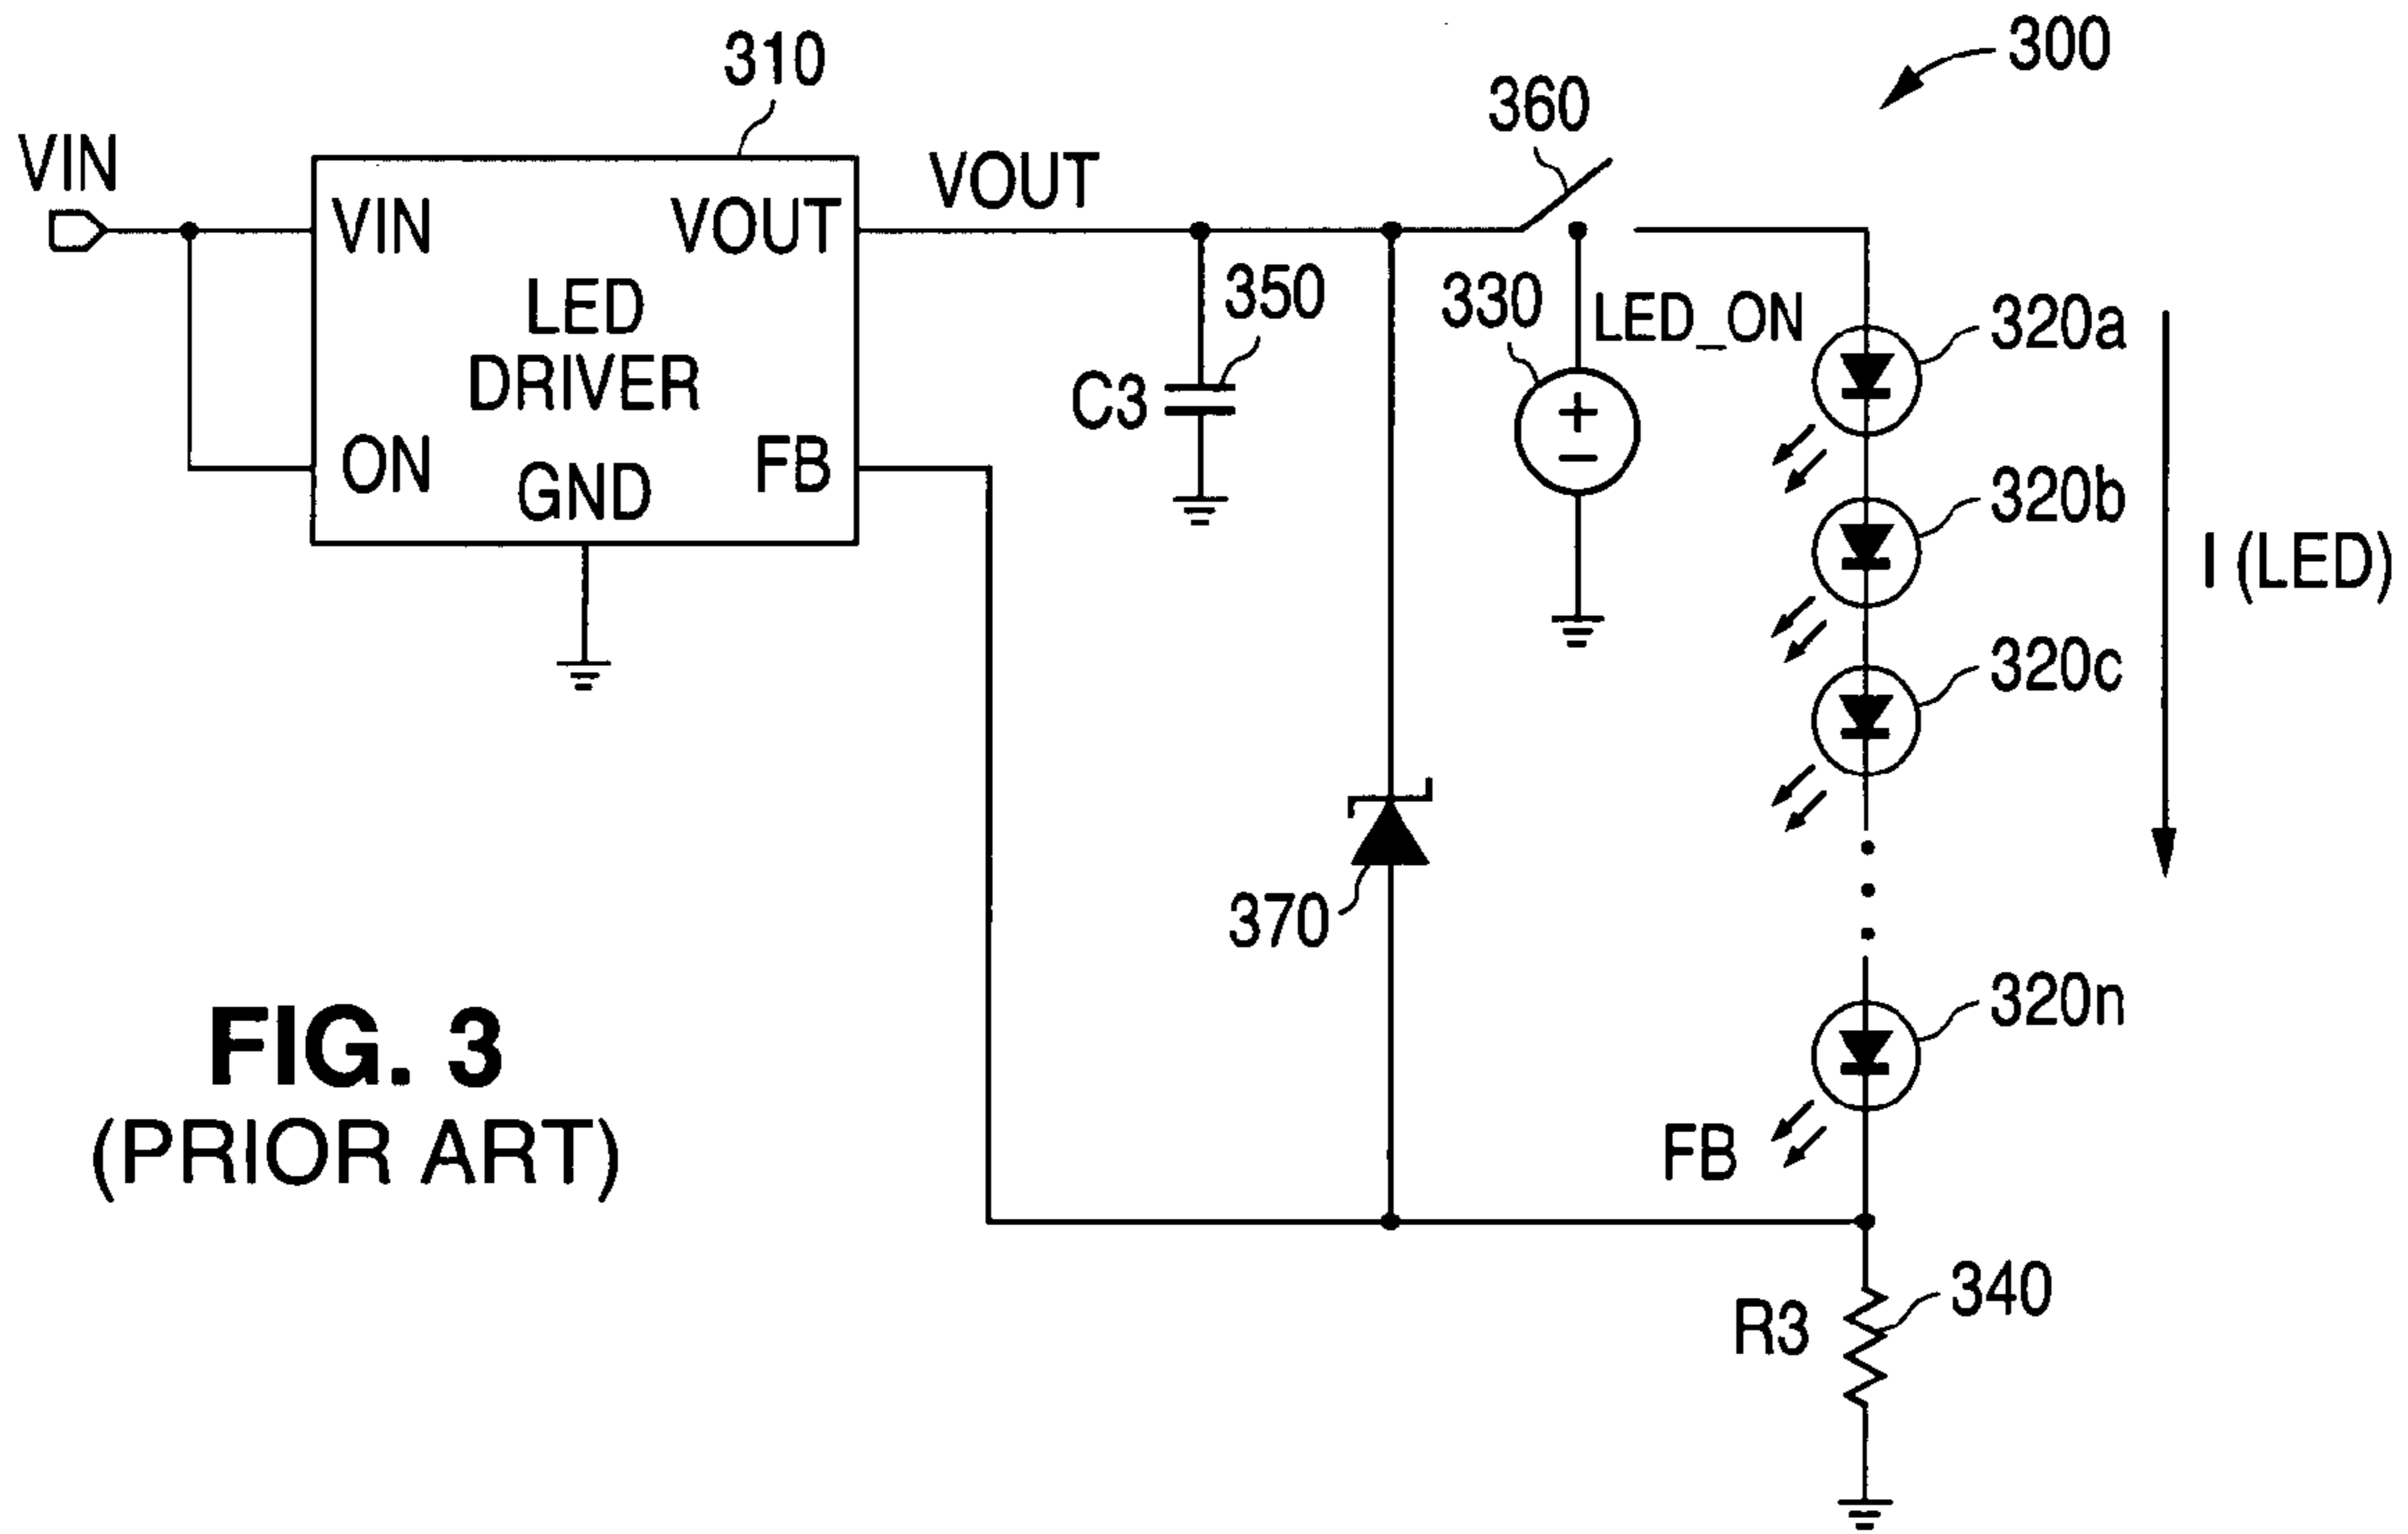 300
310
360
VIN
VOUT
VIN
VOUT
LED
DRIVER
ON
GND
FB
350
C3
330
LED_ON
+
−
320a
320b
320c
I (LED)
370
320n
FB
340
R3
FIG. 3
(PRIOR ART)